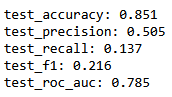 test_accuracy: 0.851
test_precision: 0.505
test_recall: 0.137
test_f1: 0.216
test_roc_auc: 0.785